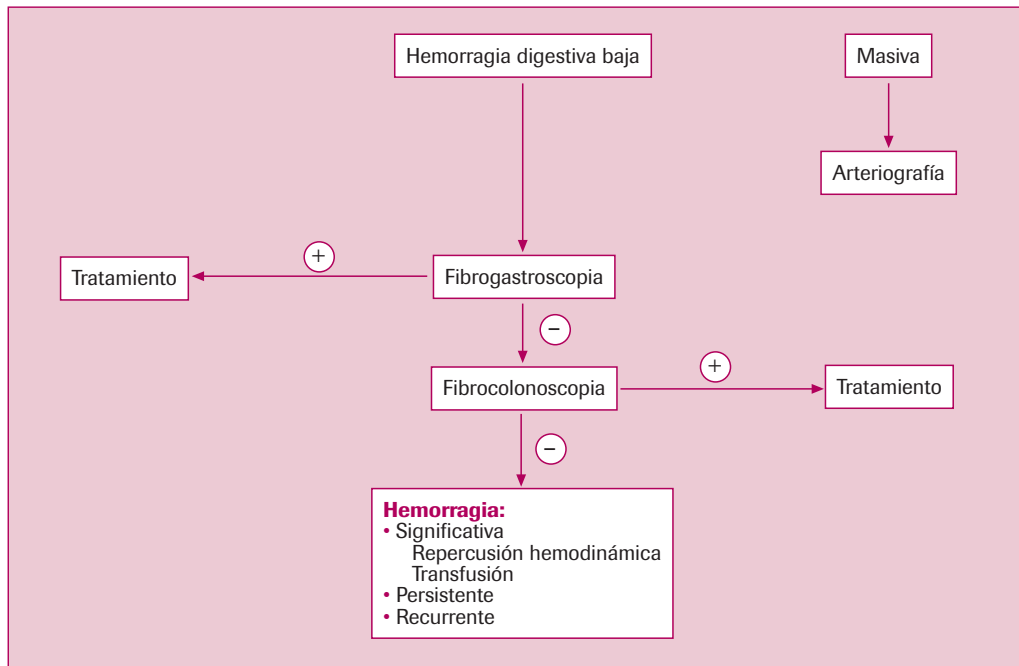 Hemorragia digestiva baja
Masiva
Arteriografía
+
Tratamiento
Fibrogastroscopia
−
+
Fibrocolonoscopia
Tratamiento
−
Hemorragia:
• Significativa
Repercusión hemodinámica
Transfusión
• Persistente
• Recurrente